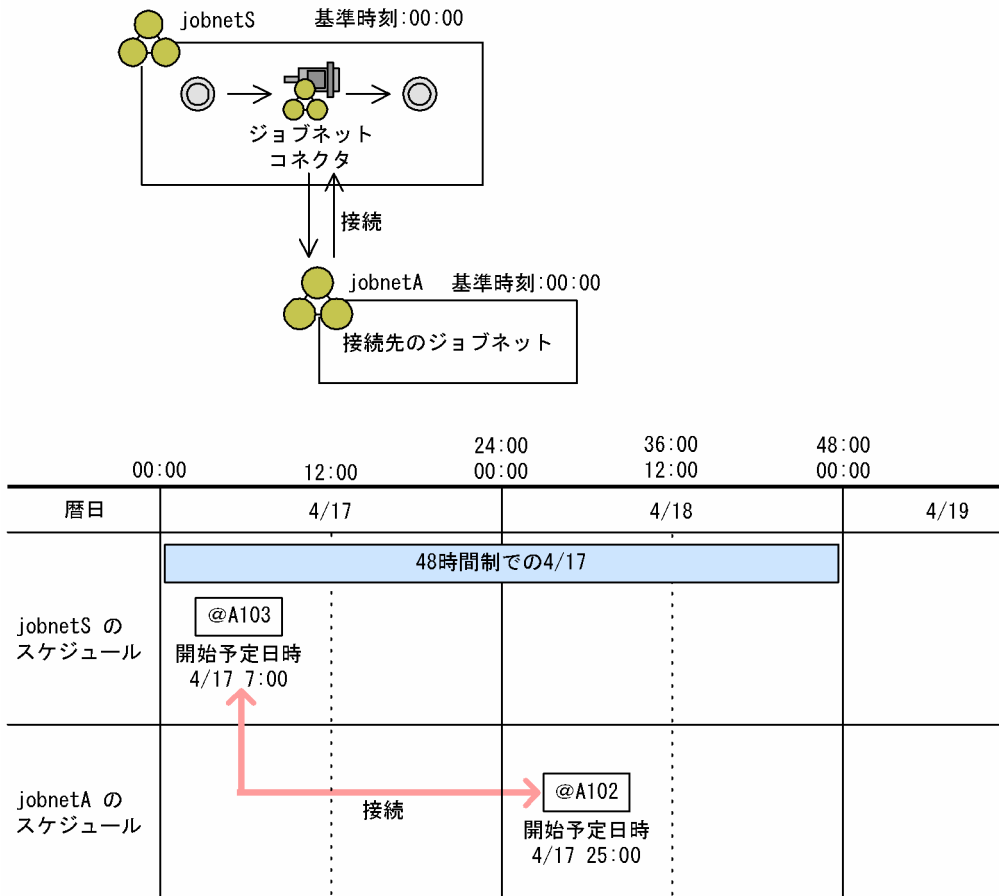 jobnetS 基準時刻:00:00
ジョブネット
コネクタ
接続
jobnetA 基準時刻:00:00
接続先のジョブネット
24:00 36:00 48:00
00:00 12:00 00:00 12:00 00:00
暦日 4/17 4/18 4/19
48時間制での4/17
jobnetS の
スケジュール
@A103
開始予定日時
4/17 7:00
jobnetA の
スケジュール
接続
@A102
開始予定日時
4/17 25:00